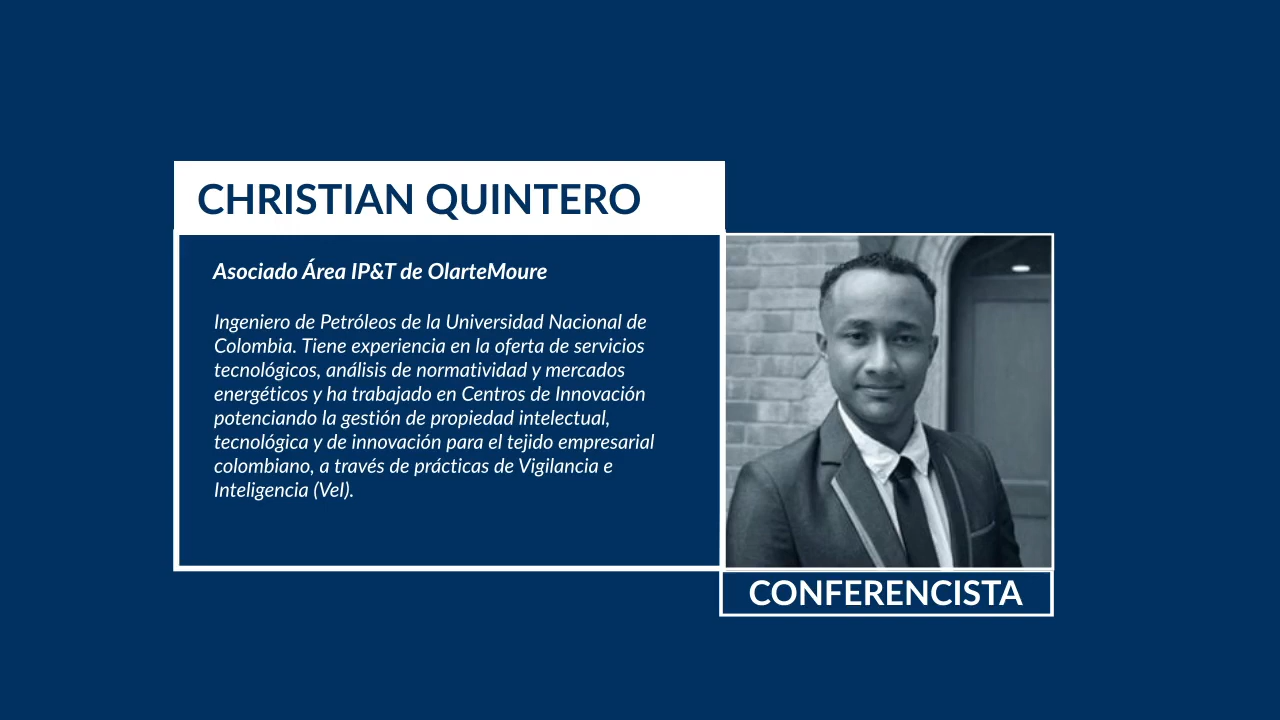 CHRISTIAN QUINTERO
Asociado Área IP&T de OlarteMoure
Ingeniero de Petróleos de la Universidad Nacional de
Colombia. Tiene experiencia en la oferta de servicios
tecnológicos, análisis de normatividad y mercados
energéticos y ha trabajado en Centros de Innovación
potenciando la gestión de propiedad intelectual,
tecnológica y de innovación para el tejido empresarial
colombiano, a través de prácticas de Vigilancia e
Inteligencia (VeI).
CONFERENCISTA